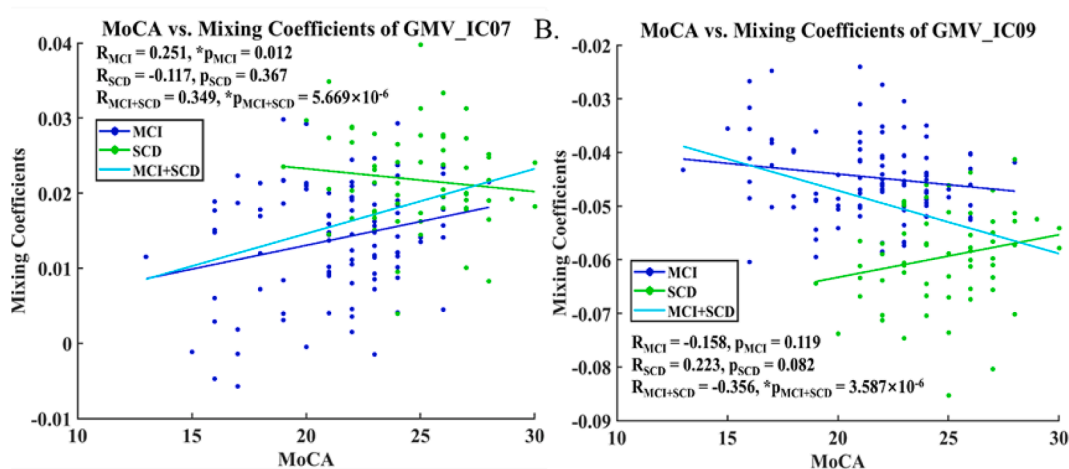 MoCA vs. Mixing Coefficients of GMV_IC07
R_MCI = 0.251, *p_MCI = 0.012
R_SCD = -0.117, p_SCD = 0.367
R_MCI+SCD = 0.349, *p_MCI+SCD = 5.669×10^-6
MCI
SCD
MCI+SCD
Mixing Coefficients
0.04
0.03
0.02
0.01
0
-0.01
10 15 20 25 30
MoCA
B.
MoCA vs. Mixing Coefficients of GMV_IC09
Mixing Coefficients
-0.02
-0.03
-0.04
-0.05
-0.06
-0.07
-0.08
-0.09
MCI
SCD
MCI+SCD
R_MCI = -0.158, p_MCI = 0.119
R_SCD = 0.223, p_SCD = 0.082
R_MCI+SCD = -0.356, *p_MCI+SCD = 3.587×10^-6
10 15 20 25 30
MoCA